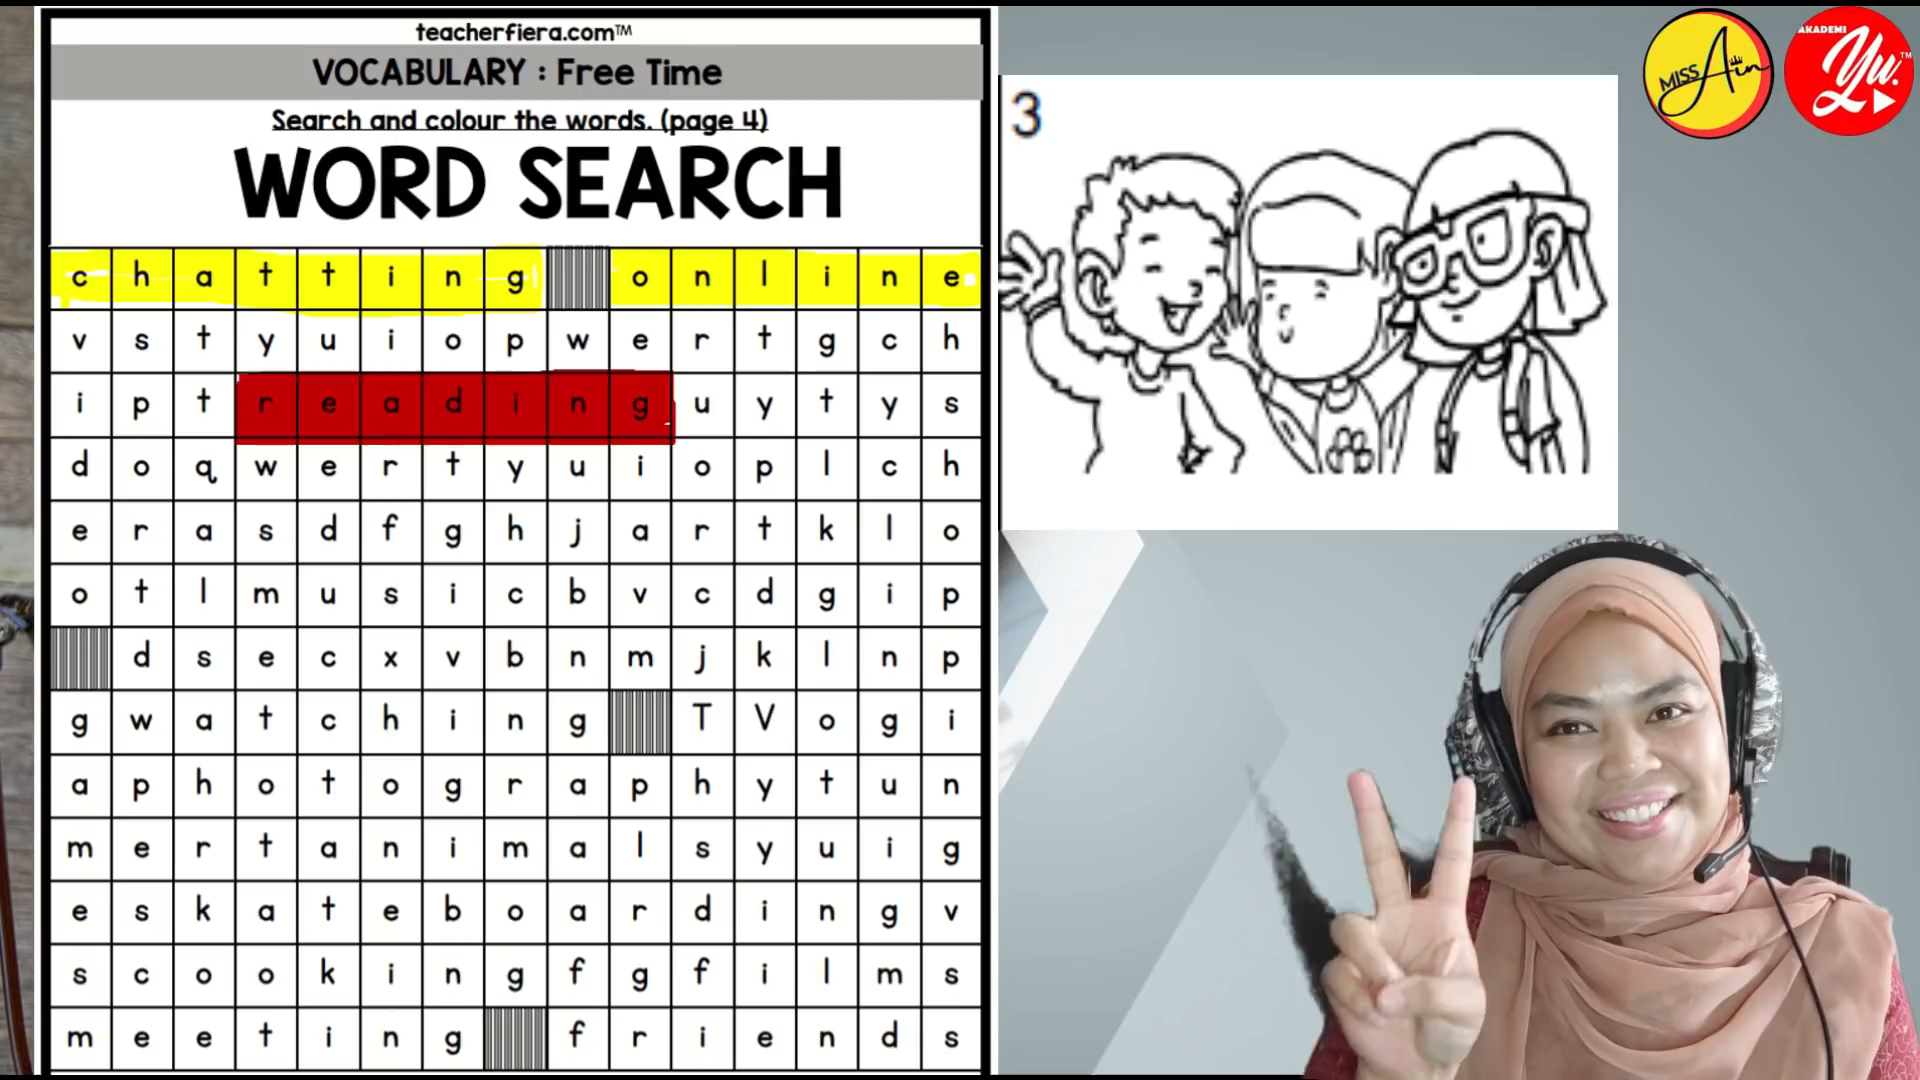 teacherfiera.com™
VOCABULARY : Free Time
Search and colour the words. (page 4)
WORD SEARCH
c h a t t i n g o n l i n e
v s t y u i o p w e r t g c h
i p t r e a d i n g u y t y s
d o q w e r t y u i o p l c h
e r a s d f g h j a r t k l o
o t l m u s i c b v c d g i p
d s e c x v b n m j k l n p
g w a t c h i n g T V o g i
a p h o t o g r a p h y t u n
m e r t a n i m a l s y u i g
e s k a t e b o a r d i n g v
s c o o k i n g f g f i l m s
m e e t i n g f r i e n d s
3
MISS Ain
AKADEMI
YU.™